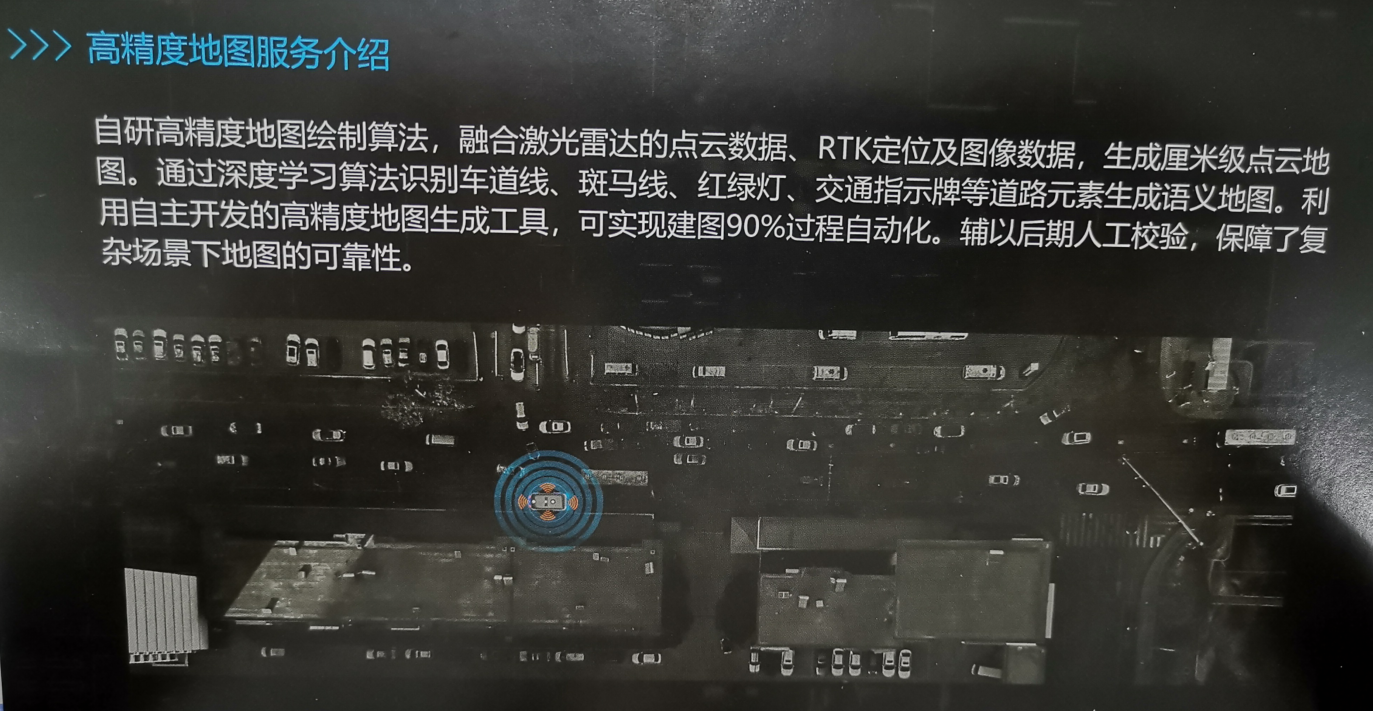 >>> 高精度地图服务介绍
自研高精度地图绘制算法，融合激光雷达的点云数据、RTK定位及图像数据，生成厘米级点云地
图。通过深度学习算法识别车道线、斑马线、红绿灯、交通指示牌等道路元素生成语义地图。利
用自主开发的高精度地图生成工具，可实现建图90%过程自动化。辅以后期人工校验，保障了复
杂场景下地图的可靠性。